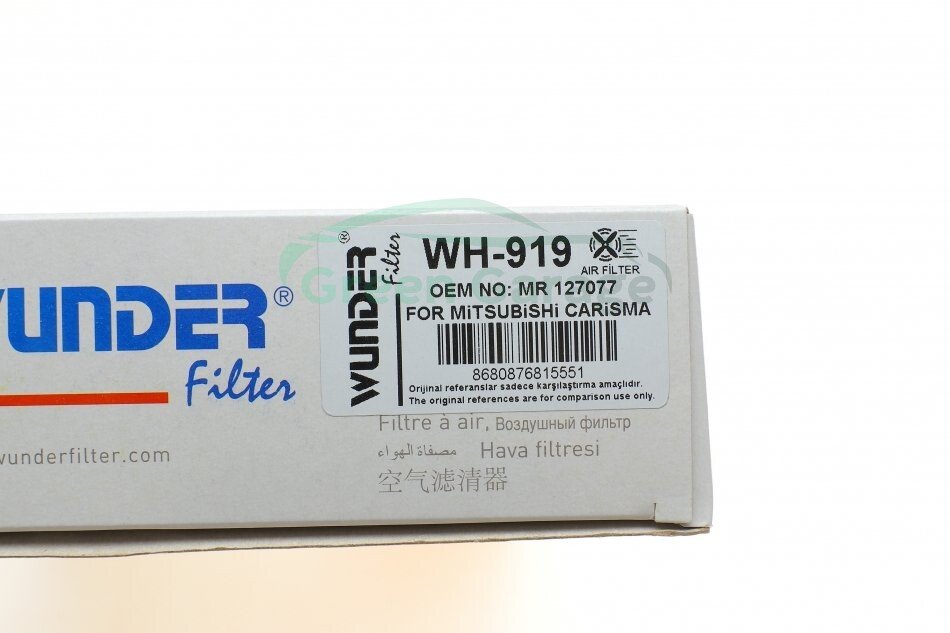 WUNDER®
Filter
wunderfilter.com
WUNDER®
Filter
WH-919
AIR FiLTER
OEM NO: MR 127077
FOR MiTSUBiSHi CARiSMA
8680876815551
Orijinal referanslar sadece karşılaştırma amaçlıdır.
The original references are for comparison use only.
Filtre à air, Воздушный фильтр
مصفاة الهواء Hava filtresi
空气滤清器
Green Garage